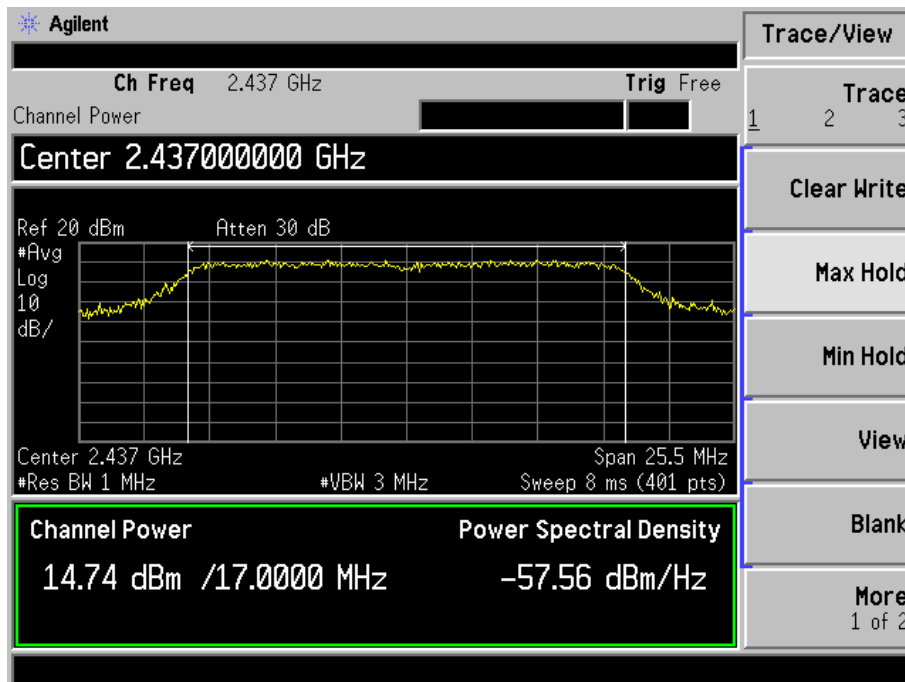 Agilent
Trace/View
Ch Freq 2.437 GHz Trig Free
Channel Power
Trace
1 2 3
Center 2.437000000 GHz
Clear Write
Ref 20 dBm Atten 30 dB
#Avg
Log
10
dB/
Max Hold
Min Hold
Center 2.437 GHz Span 25.5 MHz
#Res BW 1 MHz #VBW 3 MHz Sweep 8 ms (401 pts)
View
Channel Power Power Spectral Density
14.74 dBm /17.0000 MHz -57.56 dBm/Hz
Blank
More
1 of 2